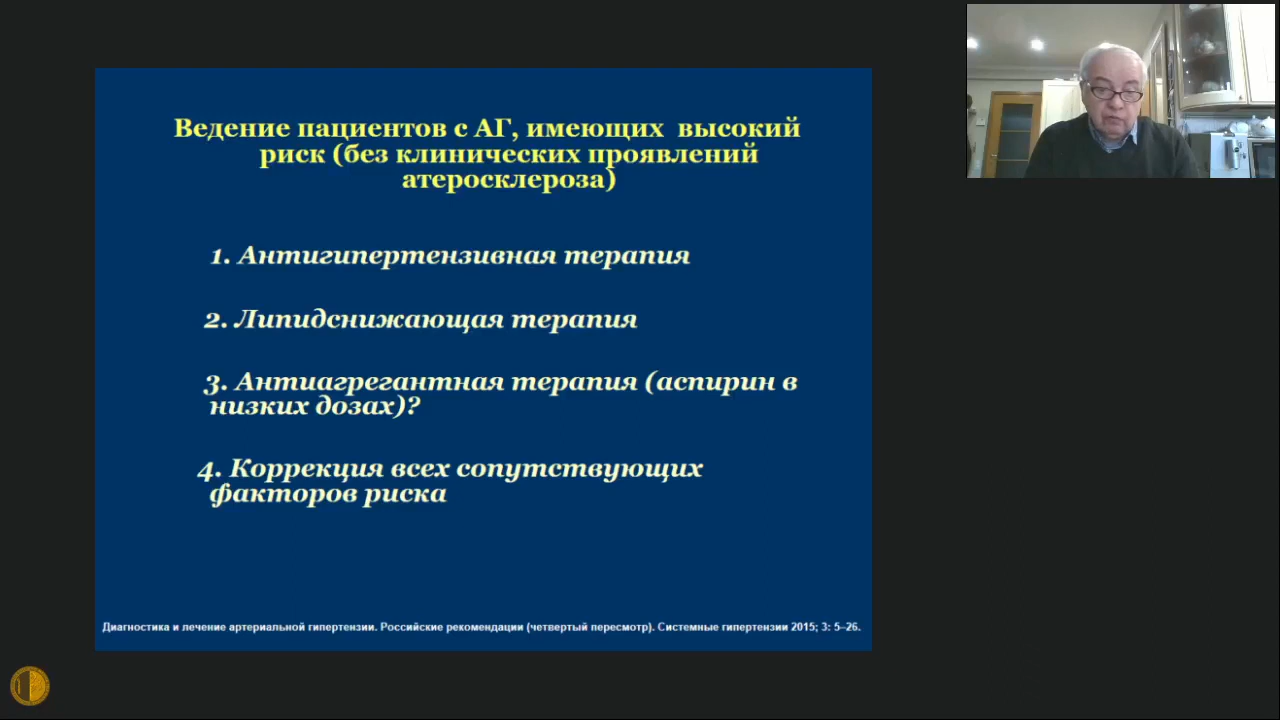 Ведение пациентов с АГ, имеющих высокий
риск (без клинических проявлений
атеросклероза)
1. Антигипертензивная терапия
2. Липидснижающая терапия
3. Антиагрегантная терапия (аспирин в
низких дозах)?
4. Коррекция всех сопутствующих
факторов риска
Диагностика и лечение артериальной гипертензии. Российские рекомендации (четвертый пересмотр). Системные гипертензии 2015; 3: 5–26.